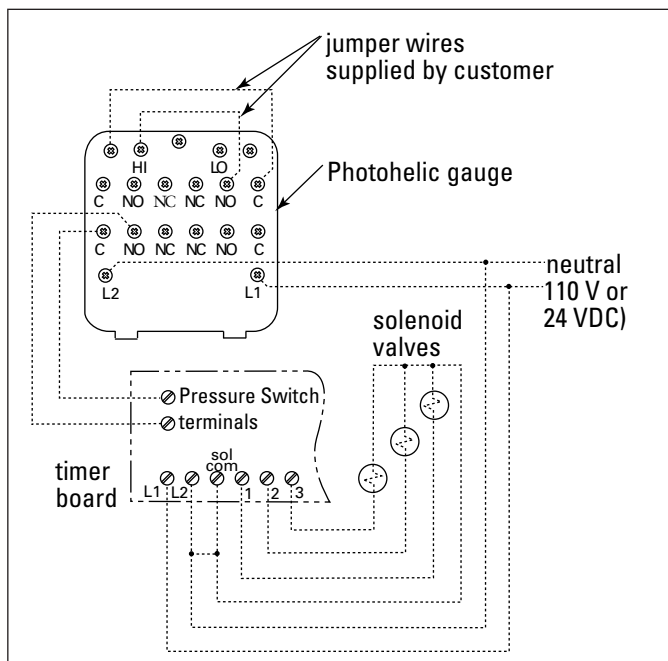 jumper wires
supplied by customer
HI LO
Photohelic gauge
C NO NC NC NO C
C NO NC NC NO C
L2 L1
neutral
110 V or
24 VDC)
solenoid
valves
Pressure Switch
terminals
sol
com
timer
board
L1 L2 1 2 3